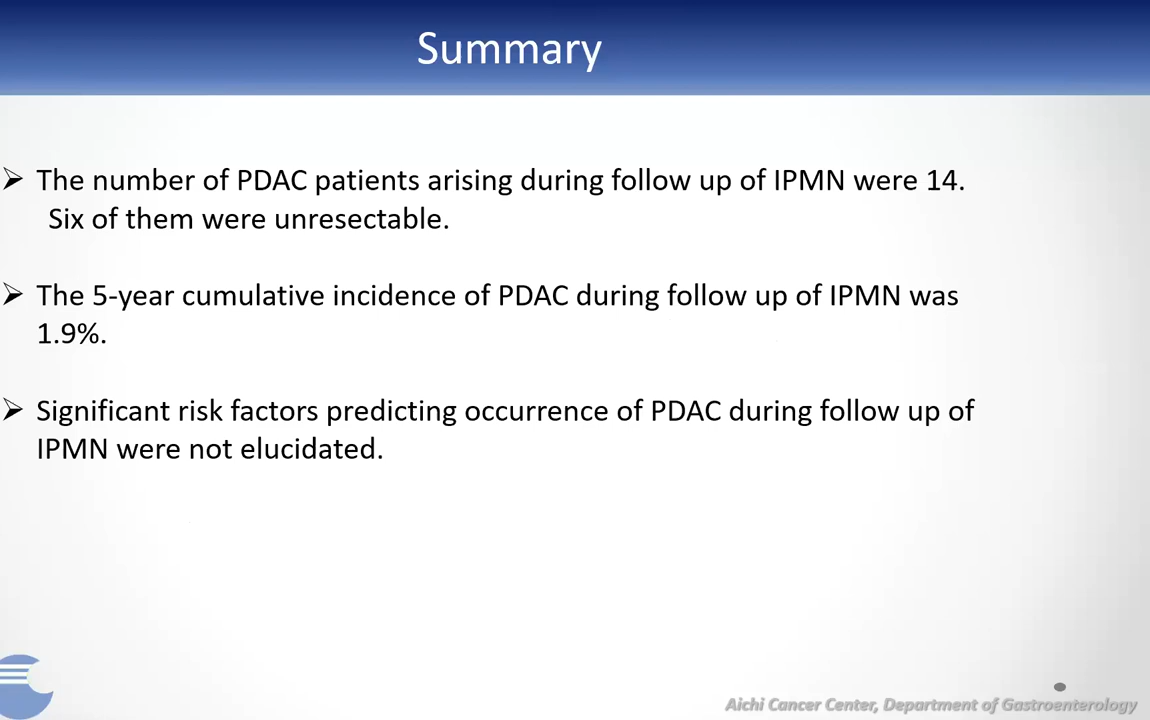 Summary
➢ The number of PDAC patients arising during follow up of IPMN were 14.
Six of them were unresectable.
➢ The 5-year cumulative incidence of PDAC during follow up of IPMN was
1.9%.
➢ Significant risk factors predicting occurrence of PDAC during follow up of
IPMN were not elucidated.
Aichi Cancer Center, Department of Gastroenterology